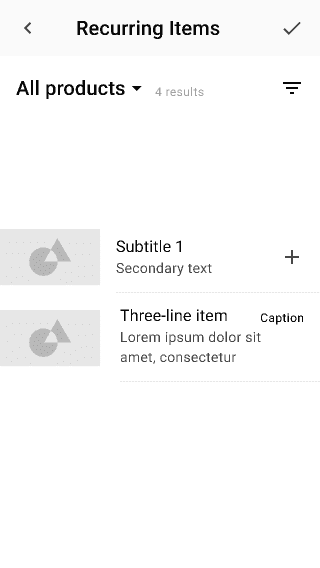 Recurring Items
All products 4 results
Subtitle 1
Secondary text
Three-line item Caption
Lorem ipsum dolor sit
amet, consectetur